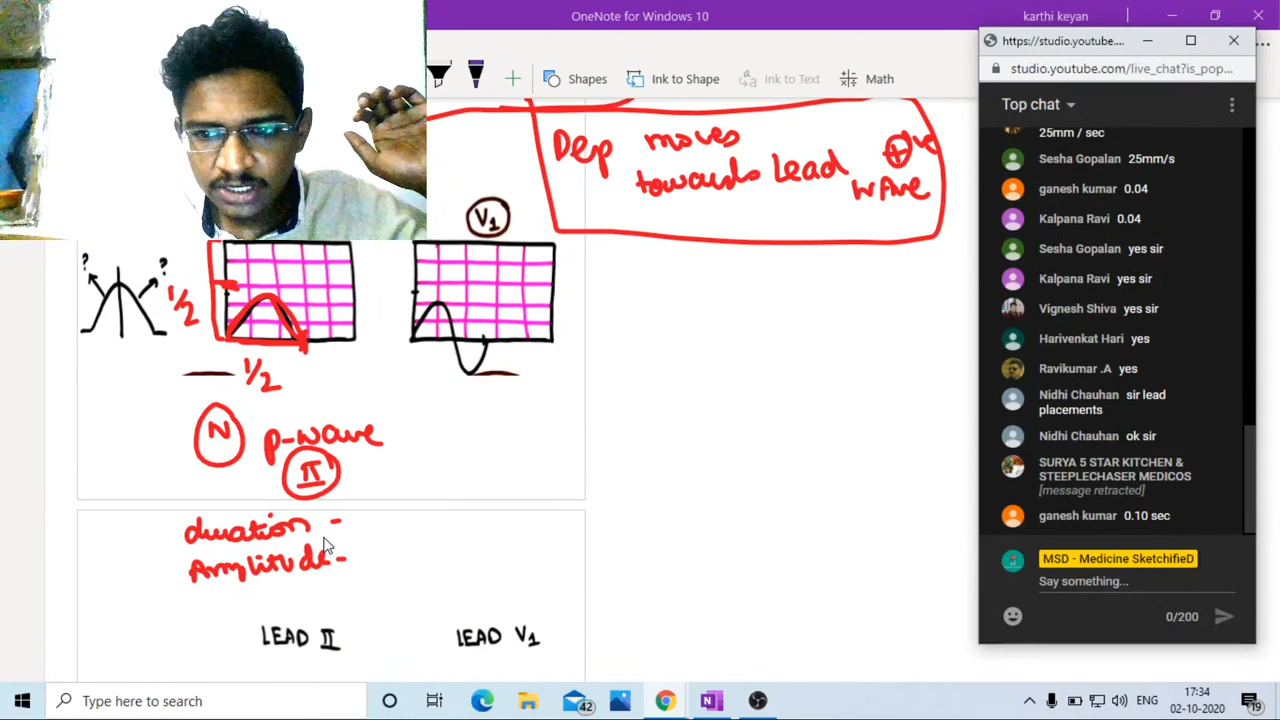 OneNote for Windows 10
karthi keyan
https://studio.youtube....
studio.youtube.com/live_chat?is_pop...
Shapes
Ink to Shape
Ink to Text
Math
Top chat
25mm / sec
Sesha Gopalan 25mm/s
ganesh kumar 0.04
Kalpana Ravi 0.04
Sesha Gopalan yes sir
Kalpana Ravi yes sir
Vignesh Shiva yes sir
Harivenkat Hari yes
Ravikumar .A yes
Nidhi Chauhan sir lead
placements
Nidhi Chauhan ok sir
SURYA 5 STAR KITCHEN &
STEEPLECHASER MEDICOS
[message retracted]
ganesh kumar 0.10 sec
MSD - Medicine SketchifieD
Say something...
0/200
Dep moves
towards Lead +ve
wAve
V1
? ?
1/2
1/2
N p-wave
II
duration -
Amplitude -
LEAD II LEAD V1
Type here to search
42
ENG
17:34
02-10-2020
19